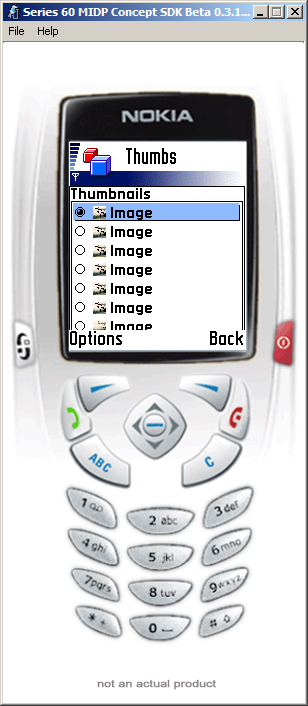 Series 60 MIDP Concept SDK Beta 0.3.1...
File Help
NOKIA
Thumbs
Thumbnails
Image
Image
Image
Image
Image
Image
Image
Options Back
ABC C
1 oo 2 abc 3 def
4 ghi 5 jkl 6 mno
7 pqrs 8 tuv 9 wxyz
* + 0 #
not an actual product